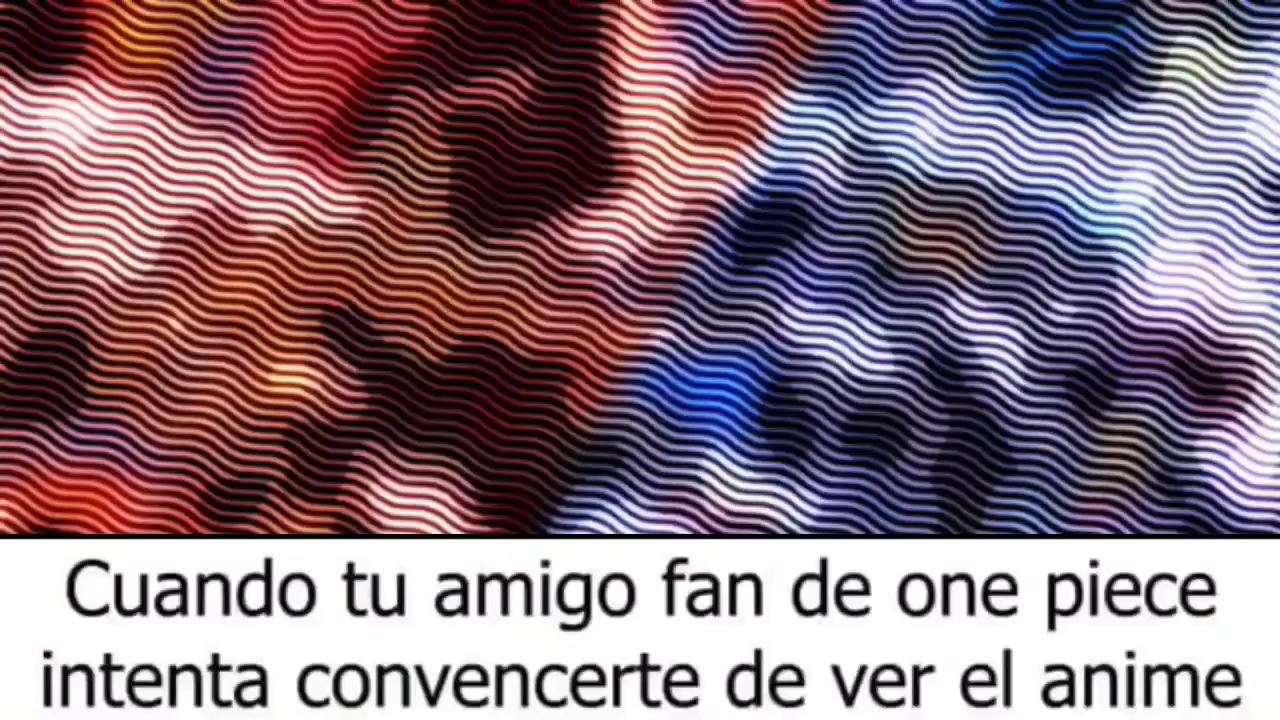 Cuando tu amigo fan de one piece
intenta convencerte de ver el anime